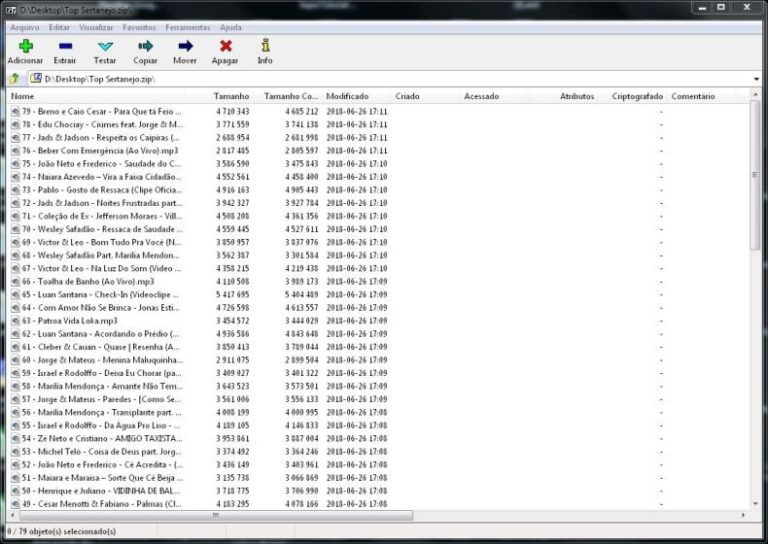 D:\Desktop\Top Sertanejo.zip\
Arquivo Editar Visualizar Favoritos Ferramentas Ajuda
Adicionar Extrair Testar Copiar Mover Apagar Info
D:\Desktop\Top Sertanejo.zip\
Nome Tamanho Tamanho Co... Modificado Criado Acessado Atributos Criptografado Comentário
79 - Breno e Caio Cesar - Para Que tá Feio ... 4 710 343 4 685 212 2018-06-26 17:11 -
78 - Edu Chociay - Ciúmes feat. Jorge & M... 3 771 559 3 741 138 2018-06-26 17:11 -
77 - Jads & Jadson - Respeita os Caipiras (... 2 688 954 2 681 998 2018-06-26 17:11 -
76 - Beber Com Emergência (Ao Vivo).mp3 2 817 485 2 805 597 2018-06-26 17:11 -
75 - João Neto e Frederico - Saudade do C... 3 586 590 3 475 843 2018-06-26 17:10 -
74 - Naiara Azevedo – Vira a Faixa Cidadão... 4 552 561 4 458 400 2018-06-26 17:10 -
73 - Pablo - Gosto de Ressaca (Clipe Oficia... 4 916 163 4 905 443 2018-06-26 17:10 -
72 - Jads & Jadson - Noites Frustradas part... 3 942 327 3 927 784 2018-06-26 17:10 -
71 - Coleção de Ex - Jefferson Moraes - Vill... 4 508 208 4 361 356 2018-06-26 17:10 -
70 - Wesley Safadão - Ressaca de Saudade ... 4 559 445 4 527 611 2018-06-26 17:10 -
69 - Victor & Leo - Bom Tudo Pra Você (N... 3 850 957 3 837 076 2018-06-26 17:10 -
68 - Wesley Safadão Part. Marilia Mendon... 3 562 387 3 301 584 2018-06-26 17:10 -
67 - Victor & Leo - Na Luz Do Som (Video ... 4 358 215 4 219 438 2018-06-26 17:10 -
66 - Toalha de Banho (Ao Vivo).mp3 4 110 508 3 989 173 2018-06-26 17:09 -
65 - Luan Santana - Check-In (Videoclipe ... 5 417 695 5 404 489 2018-06-26 17:09 -
64 - Com Amor Não Se Brinca - Jonas Esti... 4 726 598 4 613 557 2018-06-26 17:09 -
63 - Patroa Vida Loka.mp3 3 454 572 3 444 029 2018-06-26 17:09 -
62 - Luan Santana - Acordando o Prédio (... 4 936 586 4 843 648 2018-06-26 17:09 -
61 - Cleber & Cauan - Quase | Resenha (A... 3 850 413 3 789 044 2018-06-26 17:09 -
60 - Jorge & Mateus - Menina Maluquinha... 2 911 075 2 899 504 2018-06-26 17:09 -
59 - Israel e Rodolffo - Deixa Eu Chorar (pa... 3 409 027 3 401 322 2018-06-26 17:09 -
58 - Marilia Mendonça - Amante Não Tem... 3 643 523 3 573 501 2018-06-26 17:09 -
57 - Jorge & Mateus - Paredes - [Como Se... 3 561 006 3 556 133 2018-06-26 17:09 -
56 - Marilia Mendonça - Transplante part. ... 4 008 199 4 000 995 2018-06-26 17:08 -
55 - Israel e Rodolffo - Da Agua Pro Lixo - ... 4 189 105 4 146 833 2018-06-26 17:08 -
54 - Zé Neto e Cristiano - AMIGO TAXISTA... 3 953 861 3 887 004 2018-06-26 17:08 -
53 - Michel Telo - Coisa de Deus part. Jorg... 3 374 492 3 364 246 2018-06-26 17:08 -
52 - João Neto e Frederico - Cê Acredita - (... 3 436 149 3 403 961 2018-06-26 17:08 -
51 - Maiara e Maraisa – Sorte Que Cê Beija ... 3 135 738 3 066 869 2018-06-26 17:08 -
50 - Henrique e Juliano - VIDINHA DE BAL... 3 718 775 3 706 990 2018-06-26 17:08 -
49 - César Menotti & Fabiano - Palmas (Cl... 4 183 295 4 078 166 2018-06-26 17:08 -
0 / 79 objeto(s) selecionado(s)